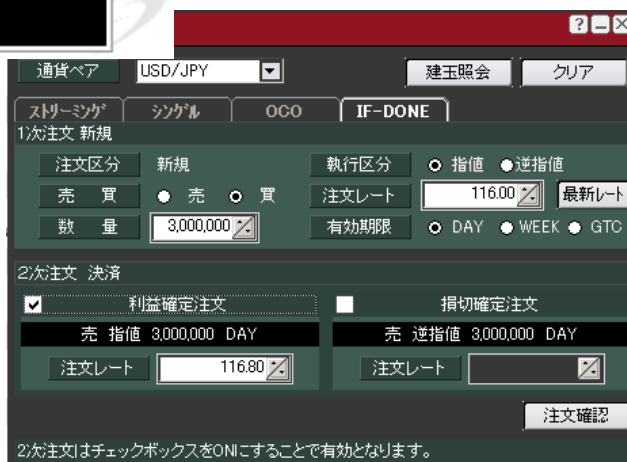 通貨ペア USD/JPY 建玉照会 クリア
ストリーミング シングル OCO IF-DONE
1次注文 新規
注文区分 新規 執行区分 指値 逆指値
売 買 売 買 注文レート 116.00 最新レート
数 量 3,000,000 有効期限 DAY WEEK GTC
2次注文 決済
利益確定注文 損切確定注文
売 指値 3,000,000 DAY 売 逆指値 3,000,000 DAY
注文レート 116.80 注文レート
注文確認
2次注文はチェックボックスをONにすることで有効となります。